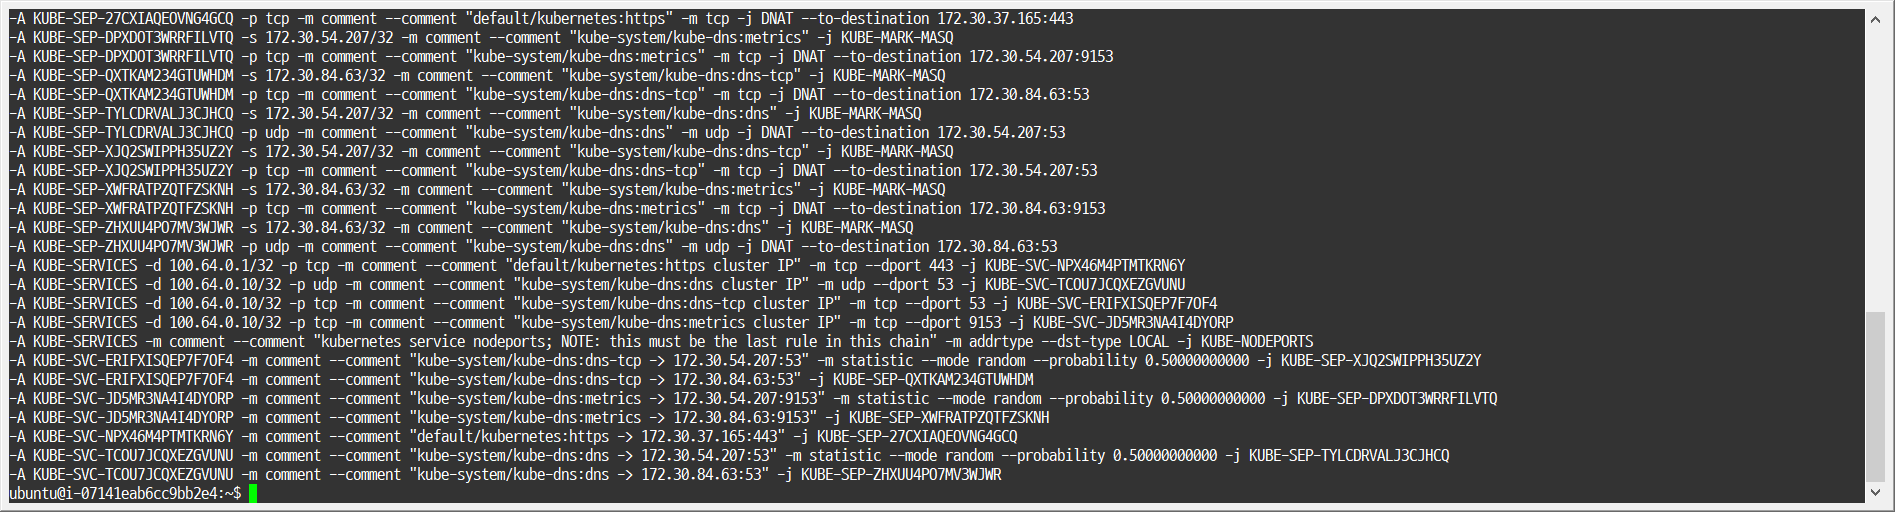 -A KUBE-SEP-27CXIAQEOVNG4GCQ -p tcp -m comment --comment "default/kubernetes:https" -m tcp -j DNAT --to-destination 172.30.37.165:443
-A KUBE-SEP-DPXDOT3WRRFILVTQ -s 172.30.54.207/32 -m comment --comment "kube-system/kube-dns:metrics" -j KUBE-MARK-MASQ
-A KUBE-SEP-DPXDOT3WRRFILVTQ -p tcp -m comment --comment "kube-system/kube-dns:metrics" -m tcp -j DNAT --to-destination 172.30.54.207:9153
-A KUBE-SEP-QXTKAM234GTUWHDM -s 172.30.84.63/32 -m comment --comment "kube-system/kube-dns:dns-tcp" -j KUBE-MARK-MASQ
-A KUBE-SEP-QXTKAM234GTUWHDM -p tcp -m comment --comment "kube-system/kube-dns:dns-tcp" -m tcp -j DNAT --to-destination 172.30.84.63:53
-A KUBE-SEP-TYLCDRVALJ3CJHCQ -s 172.30.54.207/32 -m comment --comment "kube-system/kube-dns:dns" -j KUBE-MARK-MASQ
-A KUBE-SEP-TYLCDRVALJ3CJHCQ -p udp -m comment --comment "kube-system/kube-dns:dns" -m udp -j DNAT --to-destination 172.30.54.207:53
-A KUBE-SEP-XJQ2SWIPPH35UZ2Y -s 172.30.54.207/32 -m comment --comment "kube-system/kube-dns:dns-tcp" -j KUBE-MARK-MASQ
-A KUBE-SEP-XJQ2SWIPPH35UZ2Y -p tcp -m comment --comment "kube-system/kube-dns:dns-tcp" -m tcp -j DNAT --to-destination 172.30.54.207:53
-A KUBE-SEP-XWFRATPZQTFZSKNH -s 172.30.84.63/32 -m comment --comment "kube-system/kube-dns:metrics" -j KUBE-MARK-MASQ
-A KUBE-SEP-XWFRATPZQTFZSKNH -p tcp -m comment --comment "kube-system/kube-dns:metrics" -m tcp -j DNAT --to-destination 172.30.84.63:9153
-A KUBE-SEP-ZHXUU4PO7MV3WJWR -s 172.30.84.63/32 -m comment --comment "kube-system/kube-dns:dns" -j KUBE-MARK-MASQ
-A KUBE-SEP-ZHXUU4PO7MV3WJWR -p udp -m comment --comment "kube-system/kube-dns:dns" -m udp -j DNAT --to-destination 172.30.84.63:53
-A KUBE-SERVICES -d 100.64.0.1/32 -p tcp -m comment --comment "default/kubernetes:https cluster IP" -m tcp --dport 443 -j KUBE-SVC-NPX46M4PTMTKRN6Y
-A KUBE-SERVICES -d 100.64.0.10/32 -p udp -m comment --comment "kube-system/kube-dns:dns cluster IP" -m udp --dport 53 -j KUBE-SVC-TCOU7JCQXEZGVUNU
-A KUBE-SERVICES -d 100.64.0.10/32 -p tcp -m comment --comment "kube-system/kube-dns:dns-tcp cluster IP" -m tcp --dport 53 -j KUBE-SVC-ERIFXISQEP7F7OF4
-A KUBE-SERVICES -d 100.64.0.10/32 -p tcp -m comment --comment "kube-system/kube-dns:metrics cluster IP" -m tcp --dport 9153 -j KUBE-SVC-JD5MR3NA4I4DYORP
-A KUBE-SERVICES -m comment --comment "kubernetes service nodeports; NOTE: this must be the last rule in this chain" -m addrtype --dst-type LOCAL -j KUBE-NODEPORTS
-A KUBE-SVC-ERIFXISQEP7F7OF4 -m comment --comment "kube-system/kube-dns:dns-tcp -> 172.30.54.207:53" -m statistic --mode random --probability 0.50000000000 -j KUBE-SEP-XJQ2SWIPPH35UZ2Y
-A KUBE-SVC-ERIFXISQEP7F7OF4 -m comment --comment "kube-system/kube-dns:dns-tcp -> 172.30.84.63:53" -j KUBE-SEP-QXTKAM234GTUWHDM
-A KUBE-SVC-JD5MR3NA4I4DYORP -m comment --comment "kube-system/kube-dns:metrics -> 172.30.54.207:9153" -m statistic --mode random --probability 0.50000000000 -j KUBE-SEP-DPXDOT3WRRFILVTQ
-A KUBE-SVC-JD5MR3NA4I4DYORP -m comment --comment "kube-system/kube-dns:metrics -> 172.30.84.63:9153" -j KUBE-SEP-XWFRATPZQTFZSKNH
-A KUBE-SVC-NPX46M4PTMTKRN6Y -m comment --comment "default/kubernetes:https -> 172.30.37.165:443" -j KUBE-SEP-27CXIAQEOVNG4GCQ
-A KUBE-SVC-TCOU7JCQXEZGVUNU -m comment --comment "kube-system/kube-dns:dns -> 172.30.54.207:53" -m statistic --mode random --probability 0.50000000000 -j KUBE-SEP-TYLCDRVALJ3CJHCQ
-A KUBE-SVC-TCOU7JCQXEZGVUNU -m comment --comment "kube-system/kube-dns:dns -> 172.30.84.63:53" -j KUBE-SEP-ZHXUU4PO7MV3WJWR
ubuntu@i-07141eab6cc9bb2e4:~$